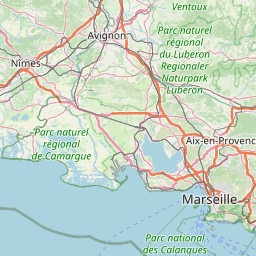 Ventoux
Avignon
Parc naturel
régional
du Luberon
Regionaler
Naturpark
Luberon
Nîmes
Parc naturel
régional
de Camargue
Aix-en-Provenc
Marseille
Parc national
des Calanques